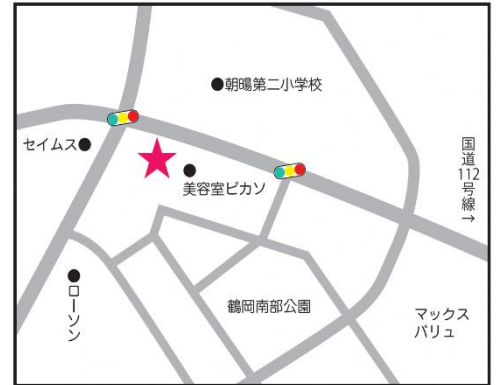 朝暘第二小学校
セイムス
美容室ピカソ
国道112号線→
ローソン
鶴岡南部公園
マックス
バリュ